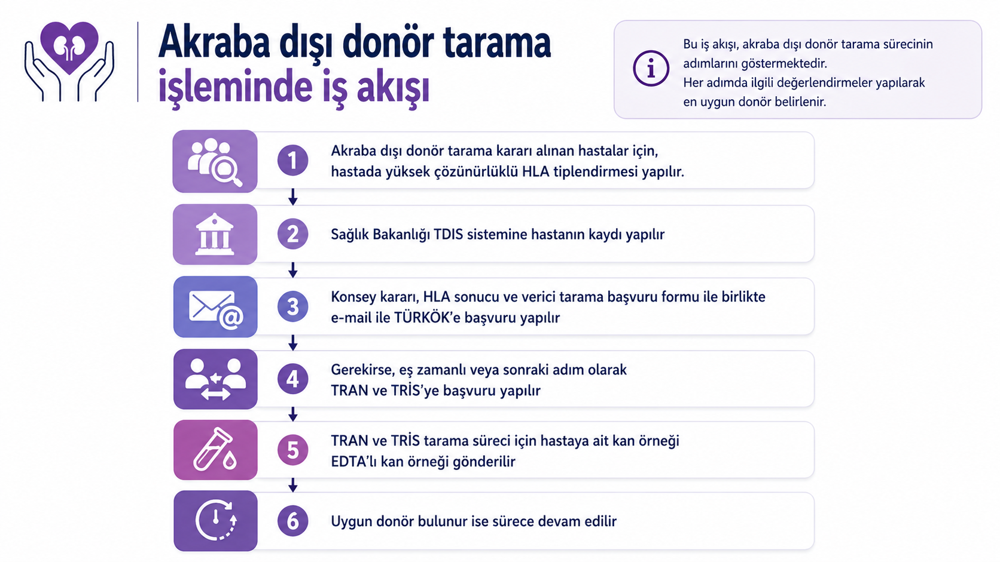 Akraba dışı donör tarama
işleminde iş akışı
Bu iş akışı, akraba dışı donör tarama sürecinin
adımlarını göstermektedir.
Her adımda ilgili değerlendirmeler yapılarak
en uygun donör belirlenir.
1
Akraba dışı donör tarama kararı alınan hastalar için,
hastada yüksek çözünürlüklü HLA tiplendirmesi yapılır.
2
Sağlık Bakanlığı TDIS sistemine hastanın kaydı yapılır
3
Konsey kararı, HLA sonucu ve verici tarama başvuru formu ile birlikte
e-mail ile TÜRKÖK’e başvuru yapılır
4
Gerekirse, eş zamanlı veya sonraki adım olarak
TRAN ve TRİS’ye başvuru yapılır
5
TRAN ve TRİS tarama süreci için hastaya ait kan örneği
EDTA’lı kan örneği gönderilir
6
Uygun donör bulunur ise sürece devam edilir